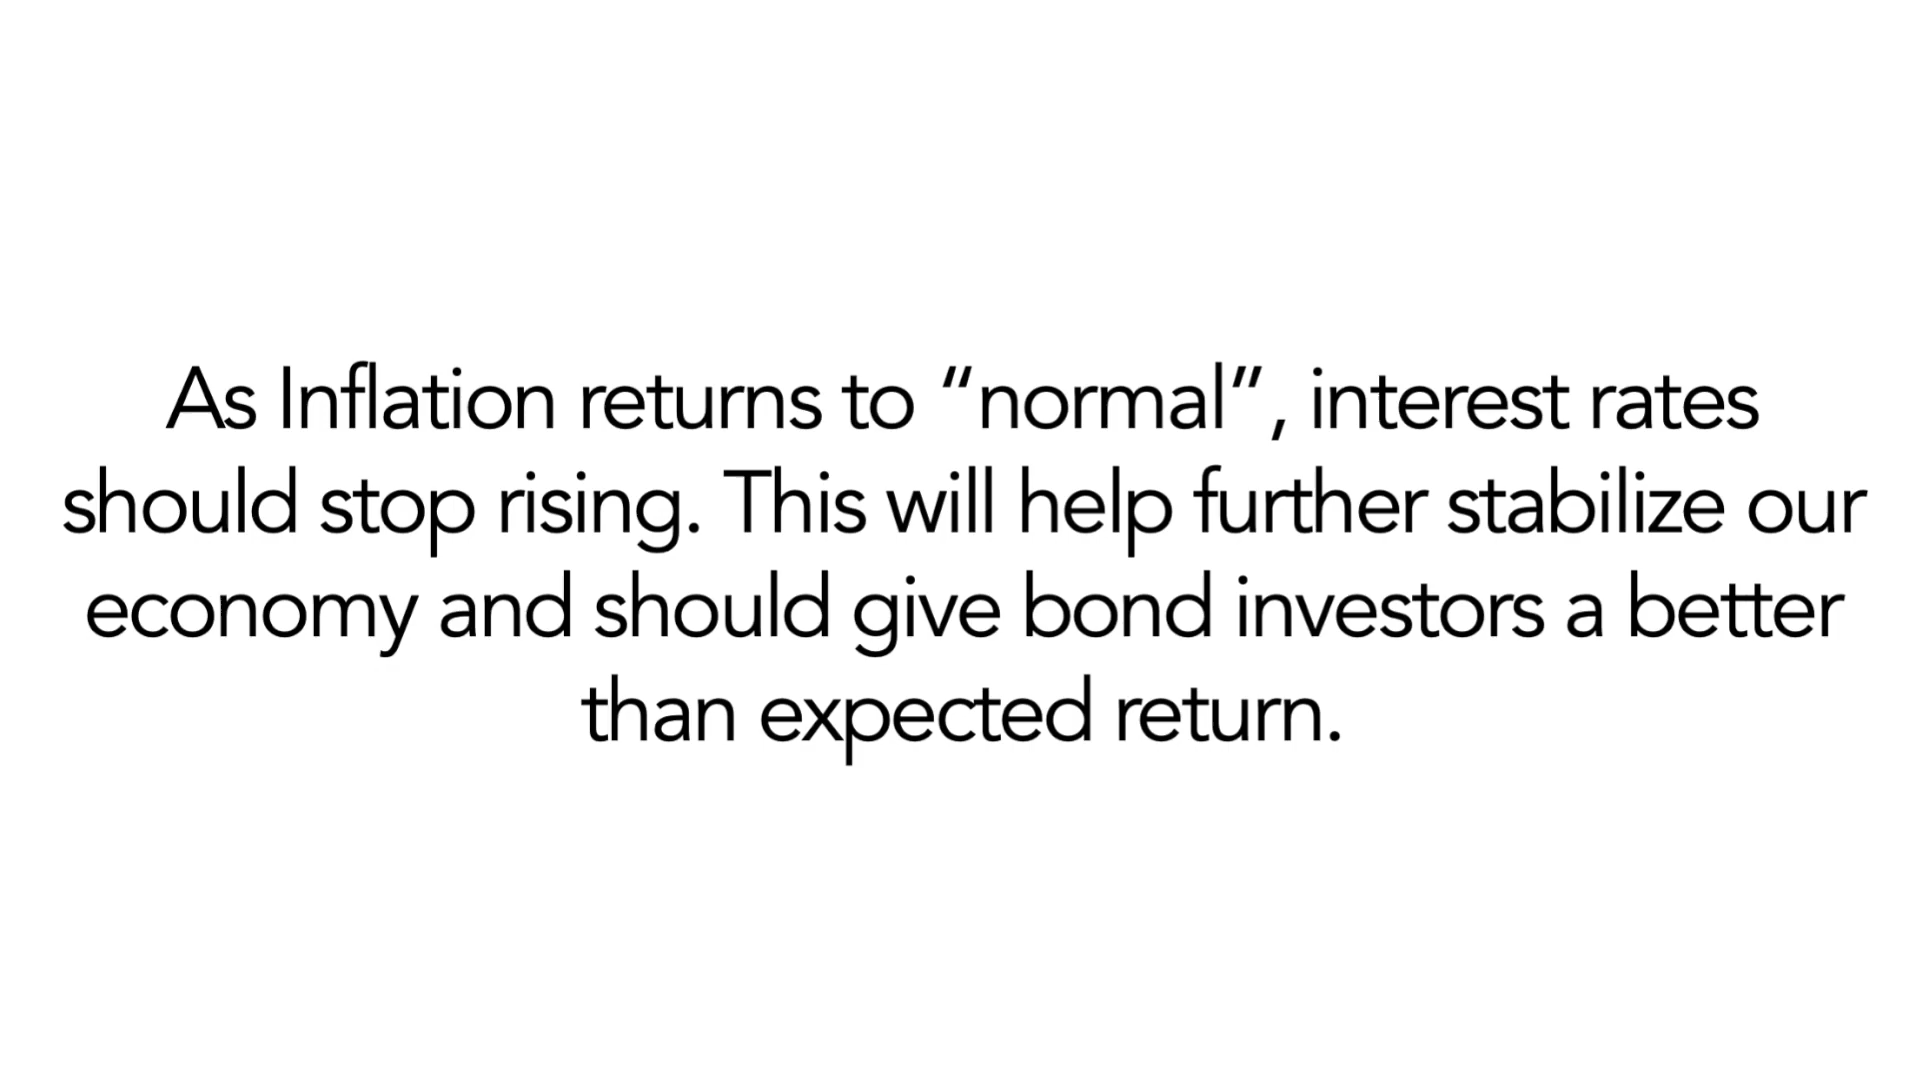 As Inflation returns to “normal”, interest rates
should stop rising. This will help further stabilize our
economy and should give bond investors a better
than expected return.